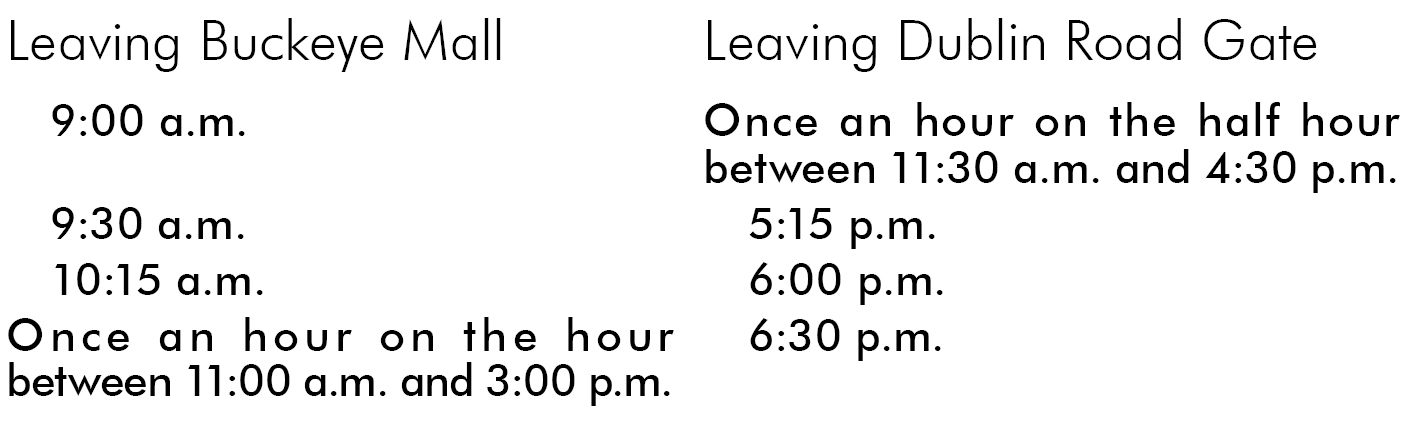 Leaving Buckeye Mall
9:00 a.m.
9:30 a.m.
10:15 a.m.
Once an hour on the hour
between 11:00 a.m. and 3:00 p.m.
Leaving Dublin Road Gate
Once an hour on the half hour
between 11:30 a.m. and 4:30 p.m.
5:15 p.m.
6:00 p.m.
6:30 p.m.